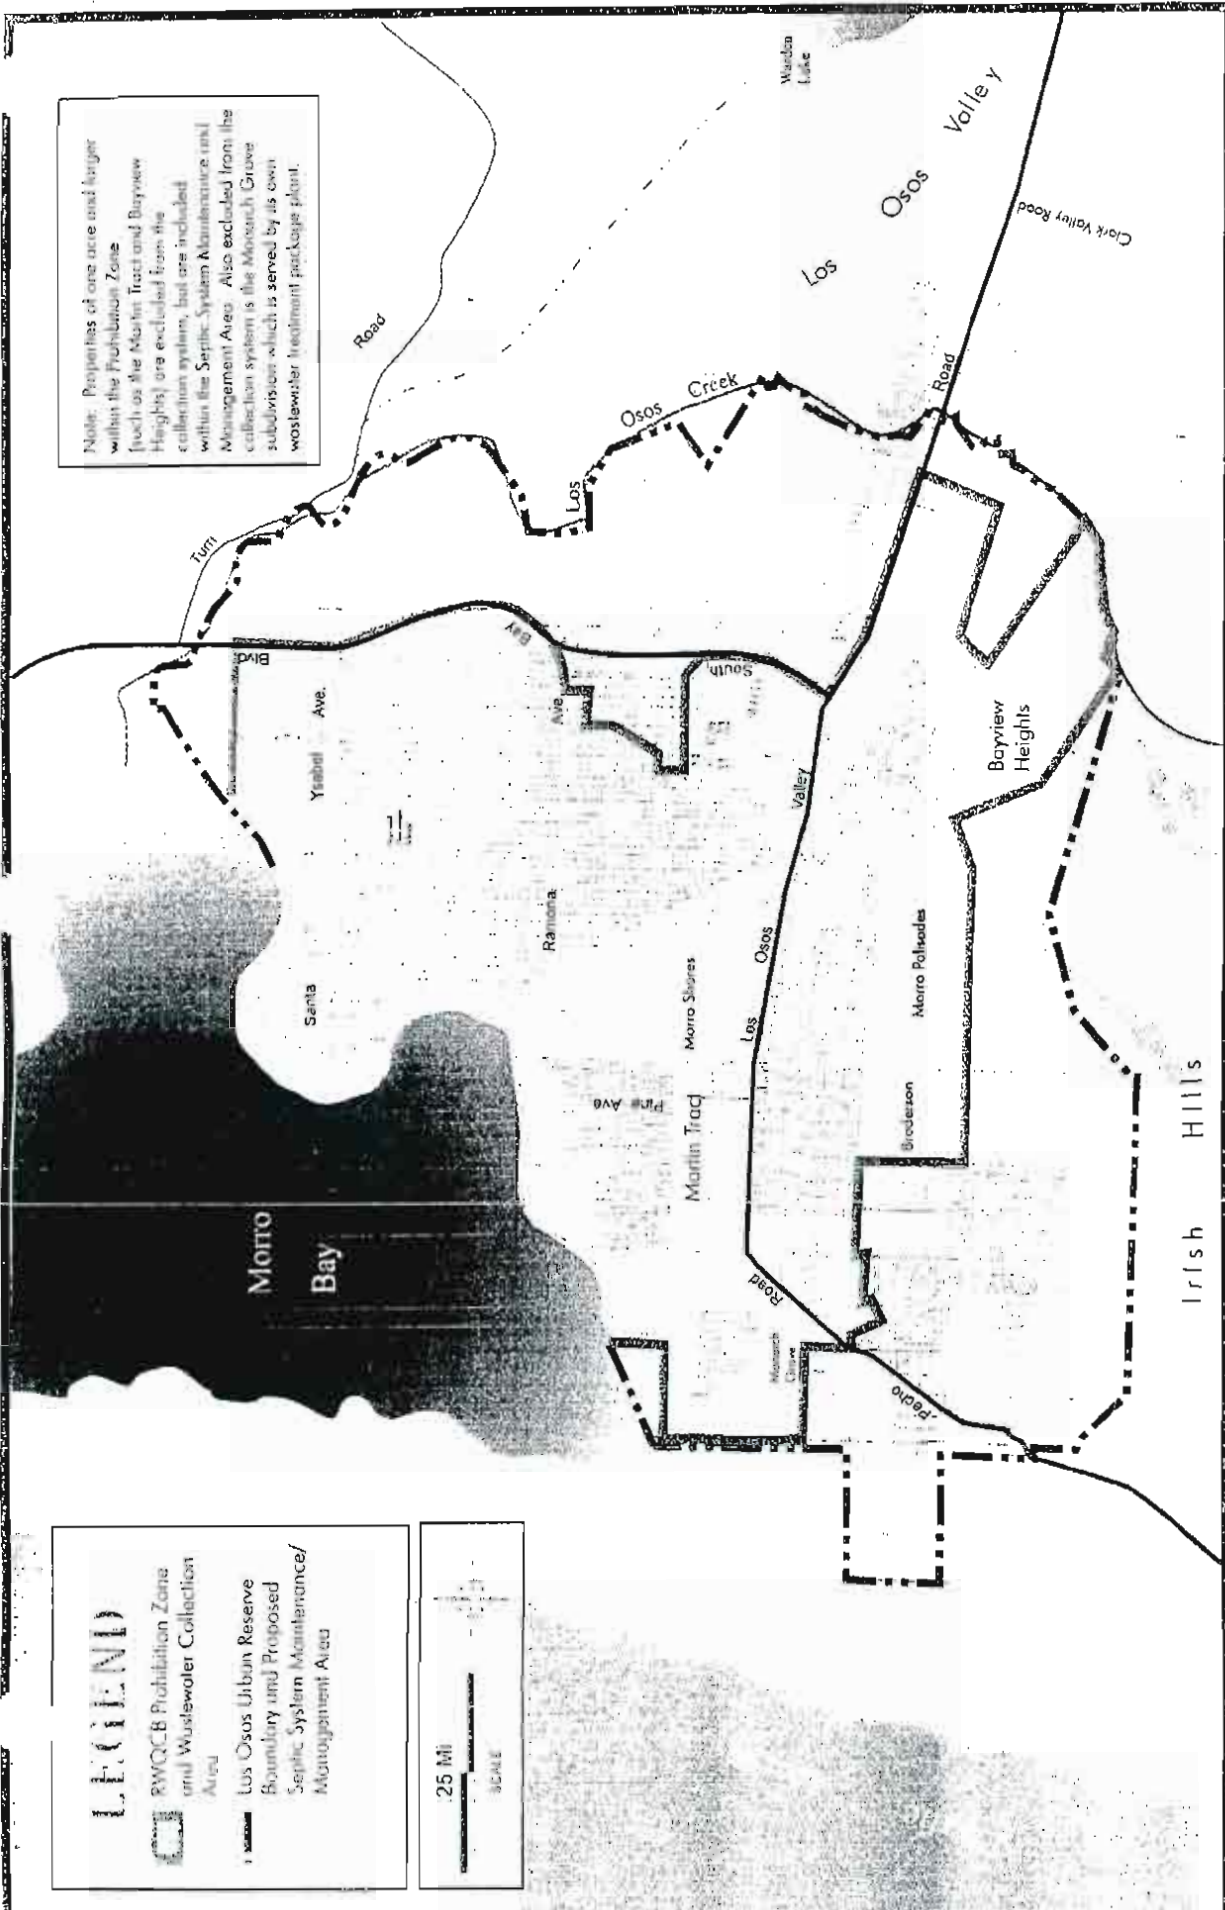 LEGEND
RWQCB Prohibition Zone
and Wastewater Collection
Area
Los Osos Urban Reserve
Boundary and Proposed
Septic System Maintenance/
Management Area
.25 MI
SCALE
Note: Properties of one acre and larger
within the Prohibition Zone
(such as the Martin Tract and Bayview
Heights) are excluded from the
collection system, but are included
within the Septic System Maintenance and
Management Area. Also excluded from the
collection system is the Monarch Grove
subdivision which is served by its own
wastewater treatment package plant.
Morro
Bay
Turri
Road
Warden
Lake
Santa
Ysabel
Ave.
Blvd
Bay
South
Ramona
Ave.
Pine Ave
Los
Osos
Creek
Los
Osos
Valley
Morro Shores
Martin Tract
Los
Osos
Valley
Road
Road
Clark Valley Road
Monarch
Grove
Pecho
Broderson
Morro Palisades
Bayview
Heights
Irish Hills